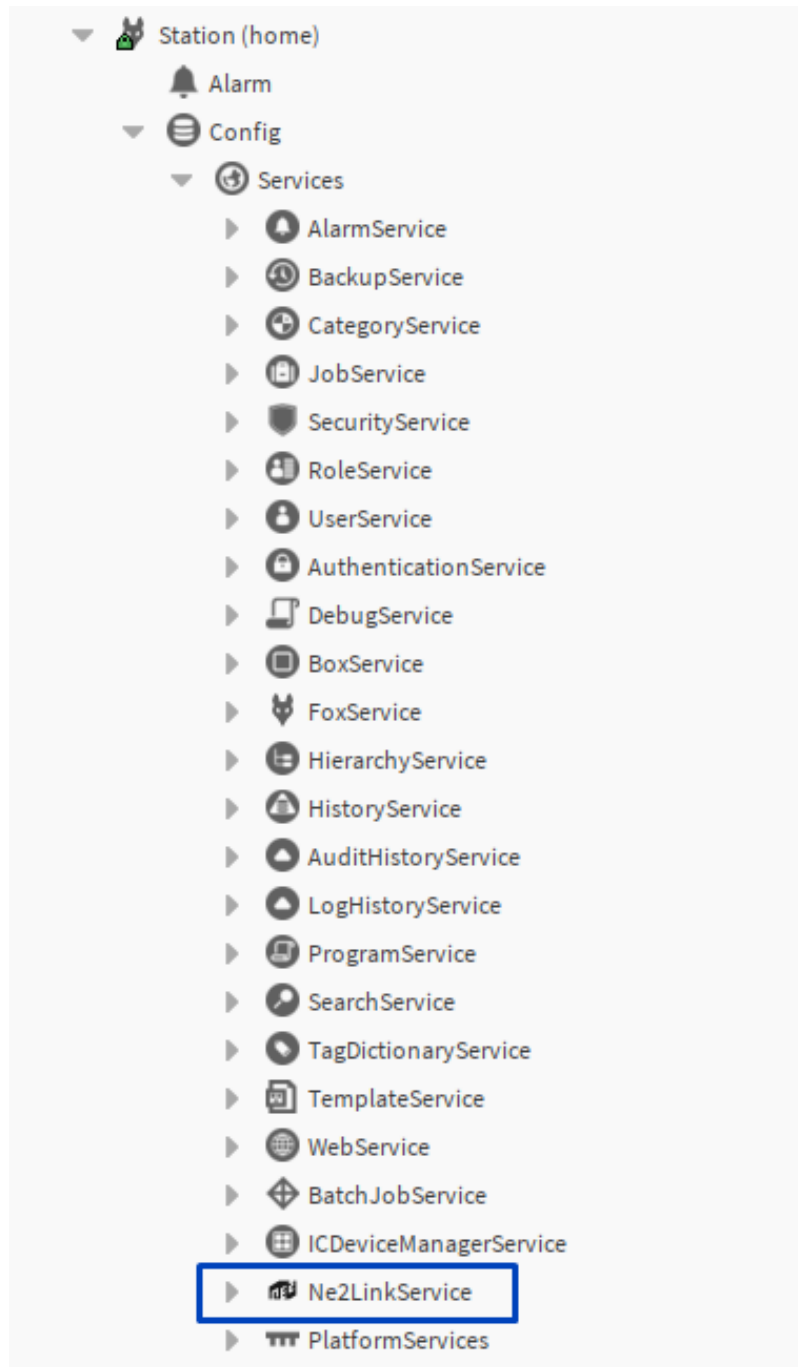 Station (home)
Alarm
Config
Services
AlarmService
BackupService
CategoryService
JobService
SecurityService
RoleService
UserService
AuthenticationService
DebugService
BoxService
FoxService
HierarchyService
HistoryService
AuditHistoryService
LogHistoryService
ProgramService
SearchService
TagDictionaryService
TemplateService
WebService
BatchJobService
ICDeviceManagerService
Ne2LinkService
PlatformServices